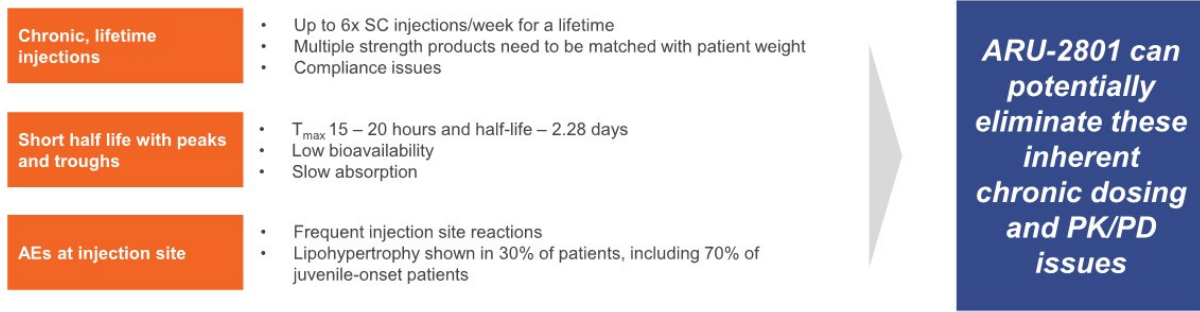 Chronic, lifetime
injections
• Up to 6x SC injections/week for a lifetime
• Multiple strength products need to be matched with patient weight
• Compliance issues
Short half life with peaks
and troughs
• Tmax 15 – 20 hours and half-life – 2.28 days
• Low bioavailability
• Slow absorption
AEs at injection site
• Frequent injection site reactions
• Lipohypertrophy shown in 30% of patients, including 70% of
juvenile-onset patients
ARU-2801 can
potentially
eliminate these
inherent
chronic dosing
and PK/PD
issues